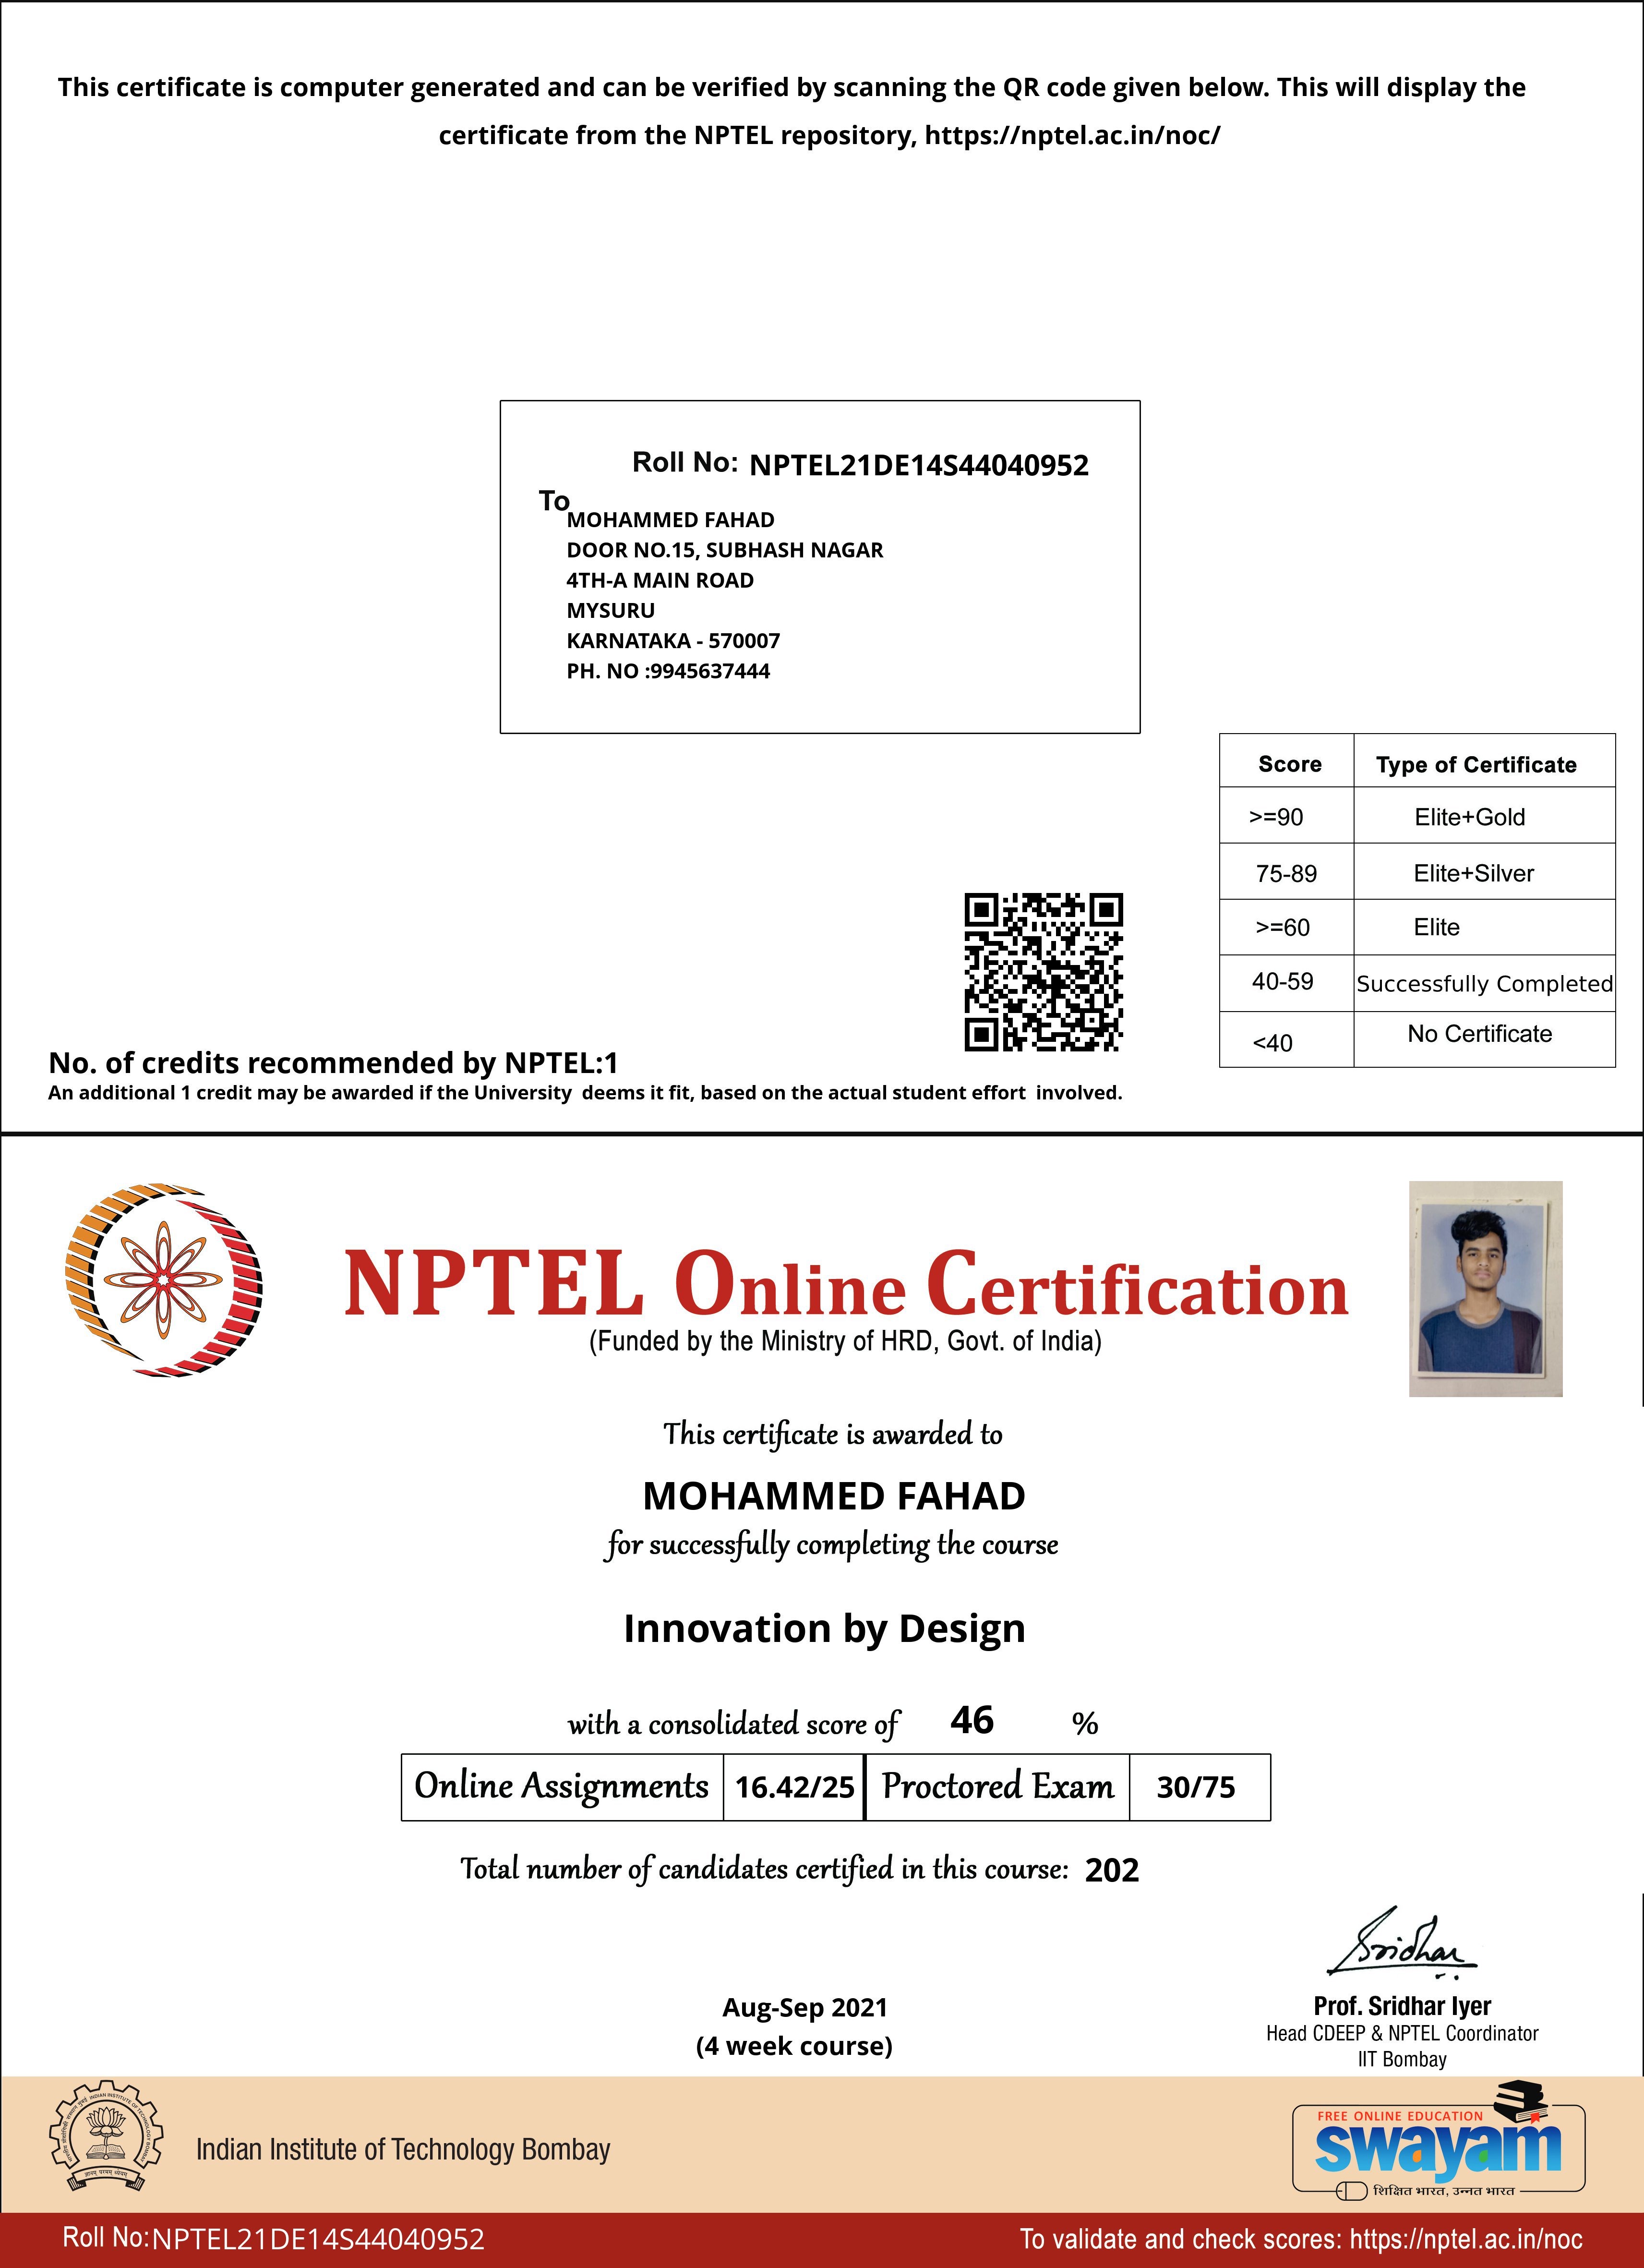 This certificate is computer generated and can be verified by scanning the QR code given below. This will display the
certificate from the NPTEL repository, https://nptel.ac.in/noc/
Roll No: NPTEL21DE14S44040952
To
MOHAMMED FAHAD
DOOR NO.15, SUBHASH NAGAR
4TH-A MAIN ROAD
MYSURU
KARNATAKA - 570007
PH. NO :9945637444
Score Type of Certificate
>=90 Elite+Gold
75-89 Elite+Silver
>=60 Elite
40-59 Successfully Completed
<40 No Certificate
No. of credits recommended by NPTEL:1
An additional 1 credit may be awarded if the University deems it fit, based on the actual student effort involved.
NPTEL Online Certification
(Funded by the Ministry of HRD, Govt. of India)
This certificate is awarded to
MOHAMMED FAHAD
for successfully completing the course
Innovation by Design
with a consolidated score of 46 %
Online Assignments 16.42/25 Proctored Exam 30/75
Total number of candidates certified in this course: 202
Sridhar
Prof. Sridhar Iyer
Head CDEEP & NPTEL Coordinator
IIT Bombay
Aug-Sep 2021
(4 week course)
INDIAN INSTITUTE OF TECHNOLOGY BOMBAY
ज्ञानम् परमम् ध्येयम्
Indian Institute of Technology Bombay
FREE ONLINE EDUCATION
swayam
शिक्षित भारत, उन्नत भारत
Roll No:NPTEL21DE14S44040952
To validate and check scores: https://nptel.ac.in/noc